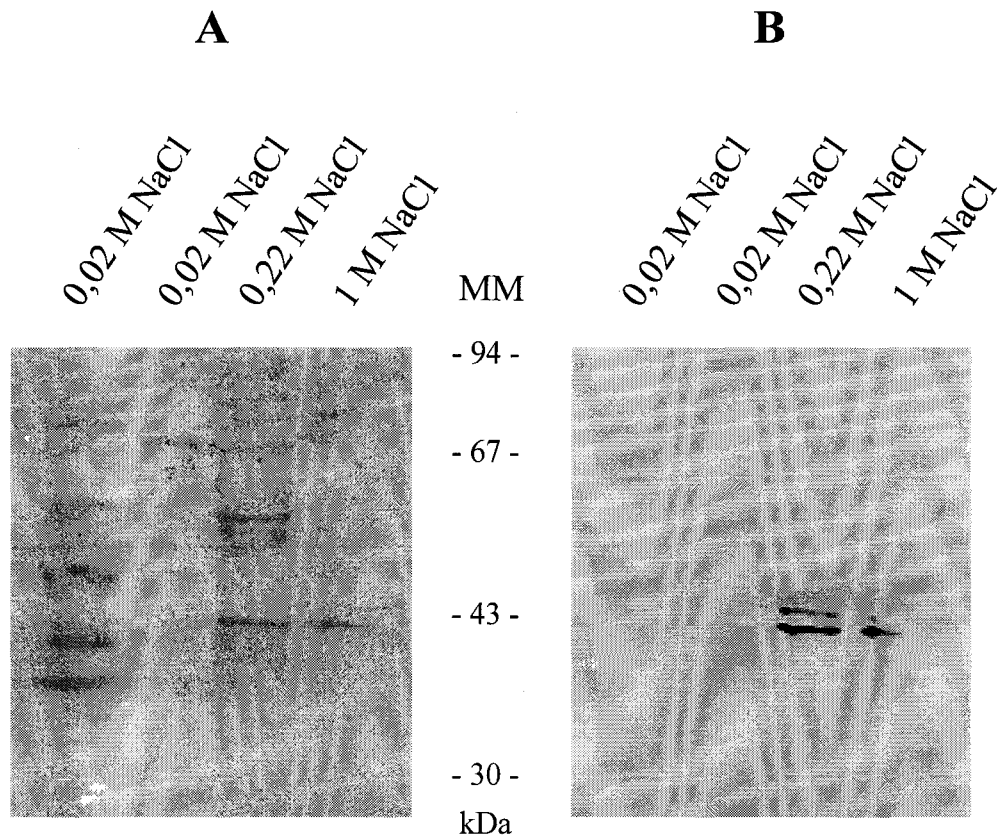 A
B
0,02 M NaCl
0,02 M NaCl
0,22 M NaCl
1 M NaCl
MM
0,02 M NaCl
0,02 M NaCl
0,22 M NaCl
1 M NaCl
- 94 -
- 67 -
- 43 -
- 30 -
kDa